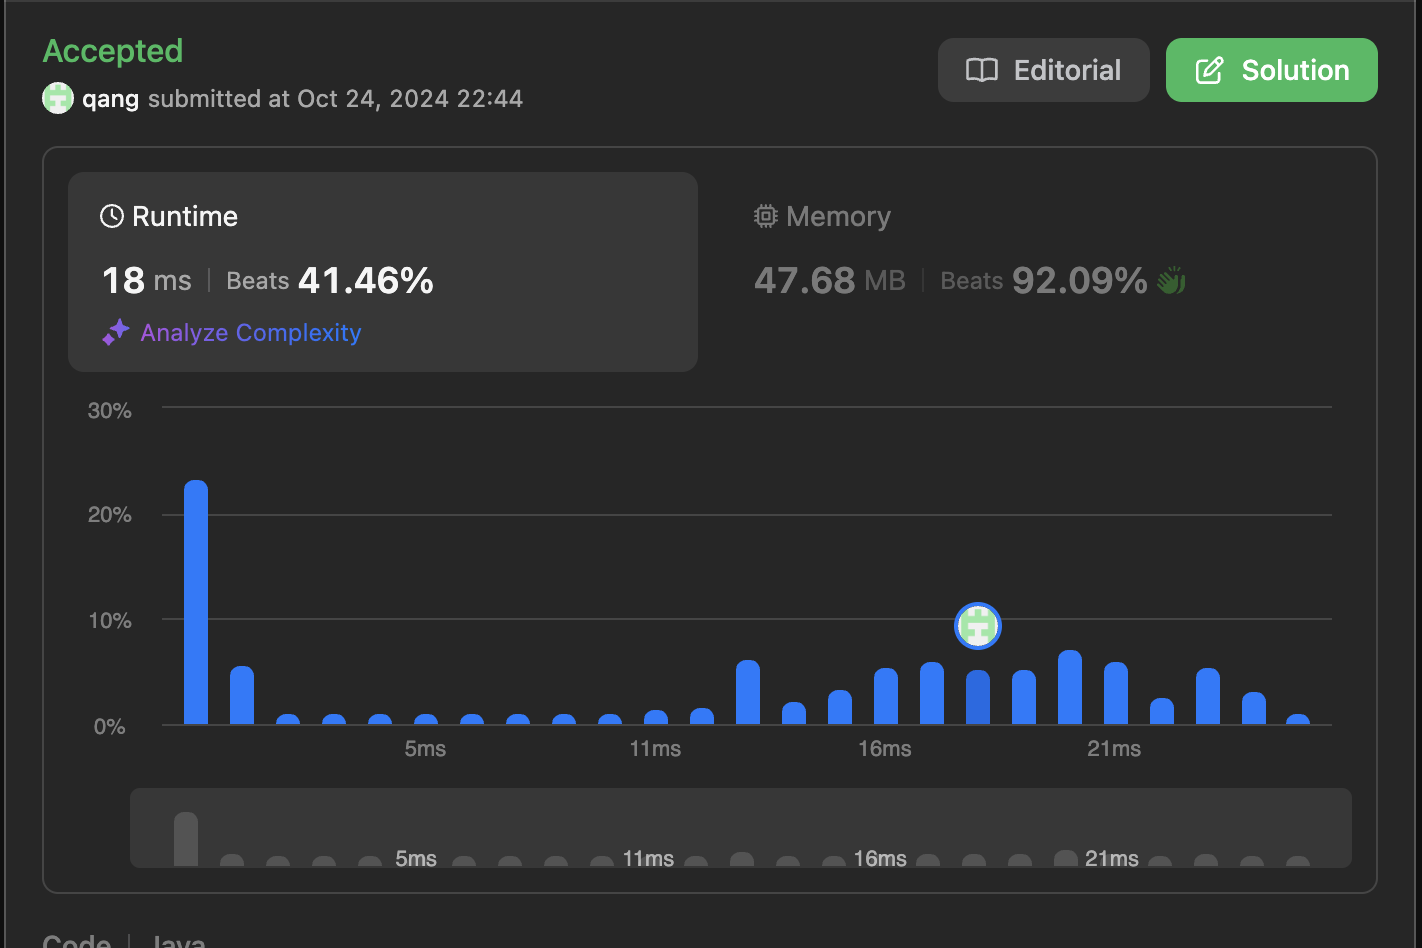 Accepted
Editorial
Solution
qang submitted at Oct 24, 2024 22:44
Runtime
Memory
18 ms | Beats 41.46%
47.68 MB | Beats 92.09%
Analyze Complexity
30%
20%
10%
0%
5ms 11ms 16ms 21ms
5ms 11ms 16ms 21ms
Code | Java